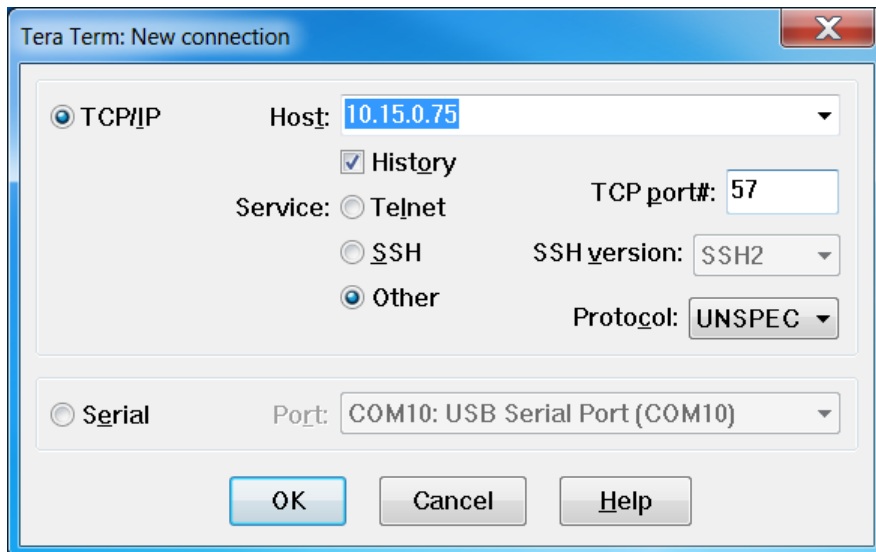 Tera Term: New connection
TCP/IP Host: 10.15.0.75
History
TCP port#: 57
Service: Telnet
SSH SSH version: SSH2
Other
Protocol: UNSPEC
Serial Port: COM10: USB Serial Port (COM10)
OK Cancel Help